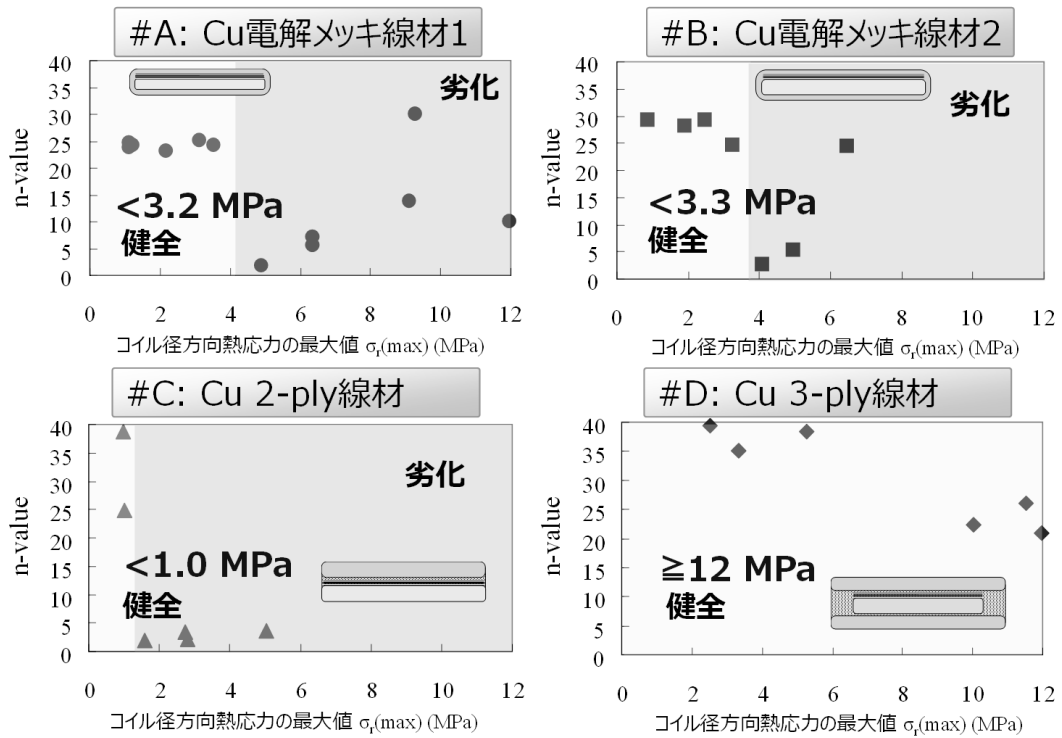 #A: Cu電解メッキ線材1
40
35
30
25
20
15
10
5
0
n-value
劣化
<3.2 MPa
健全
0 2 4 6 8 10 12
コイル径方向熱応力の最大値 σr(max) (MPa)
#B: Cu電解メッキ線材2
40
35
30
25
20
15
10
5
0
n-value
劣化
<3.3 MPa
健全
0 2 4 6 8 10 12
コイル径方向熱応力の最大値 σr(max) (MPa)
#C: Cu 2-ply線材
40
35
30
25
20
15
10
5
0
n-value
劣化
<1.0 MPa
健全
0 2 4 6 8 10 12
コイル径方向熱応力の最大値 σr(max) (MPa)
#D: Cu 3-ply線材
40
35
30
25
20
15
10
5
0
n-value
≧12 MPa
健全
0 2 4 6 8 10 12
コイル径方向熱応力の最大値 σr(max) (MPa)